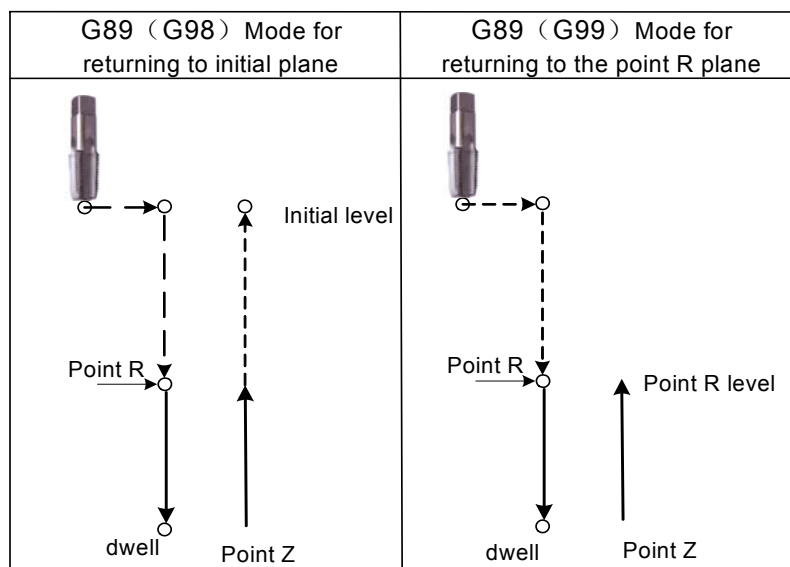 G89（G98）Mode for
returning to initial plane
G89（G99）Mode for
returning to the point R plane
Initial level
Point R
dwell
Point Z
Point R
Point R level
dwell
Point Z